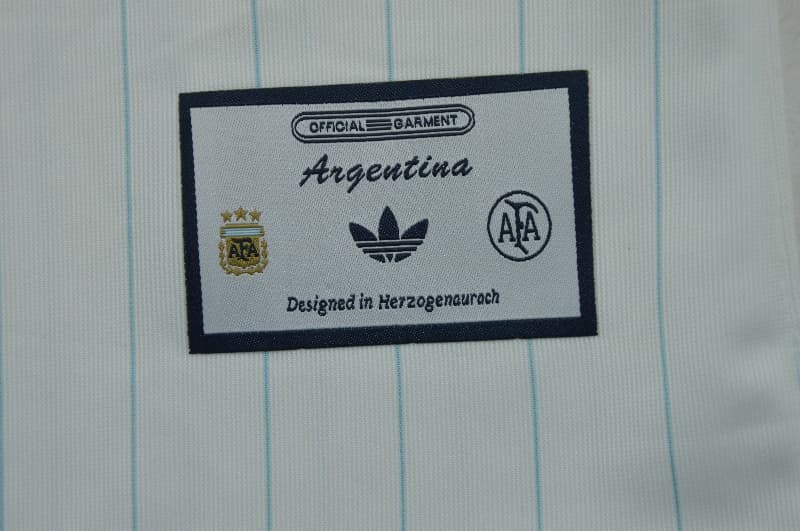 OFFICIAL GARMENT
Argentina
AFA
AFA
Designed in Herzogenaurach